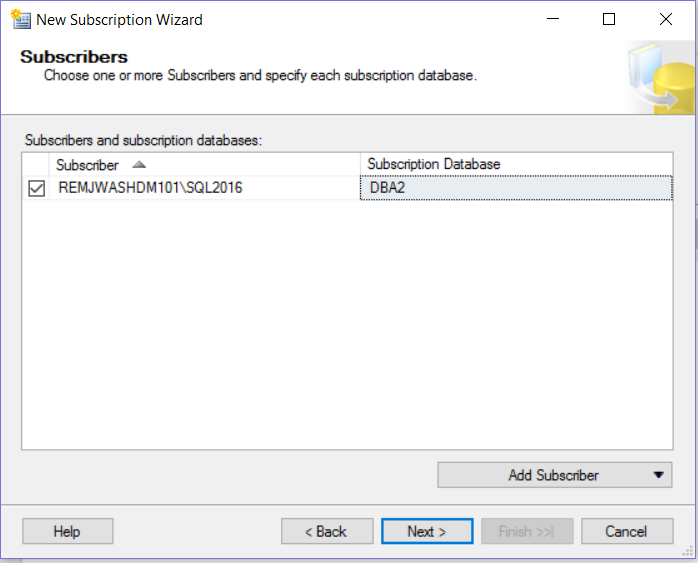 New Subscription Wizard
Subscribers
Choose one or more Subscribers and specify each subscription database.
Subscribers and subscription databases:
Subscriber Subscription Database
REMJWASHDM101\SQL2016 DBA2
Add Subscriber
Help < Back Next > Finish >>| Cancel